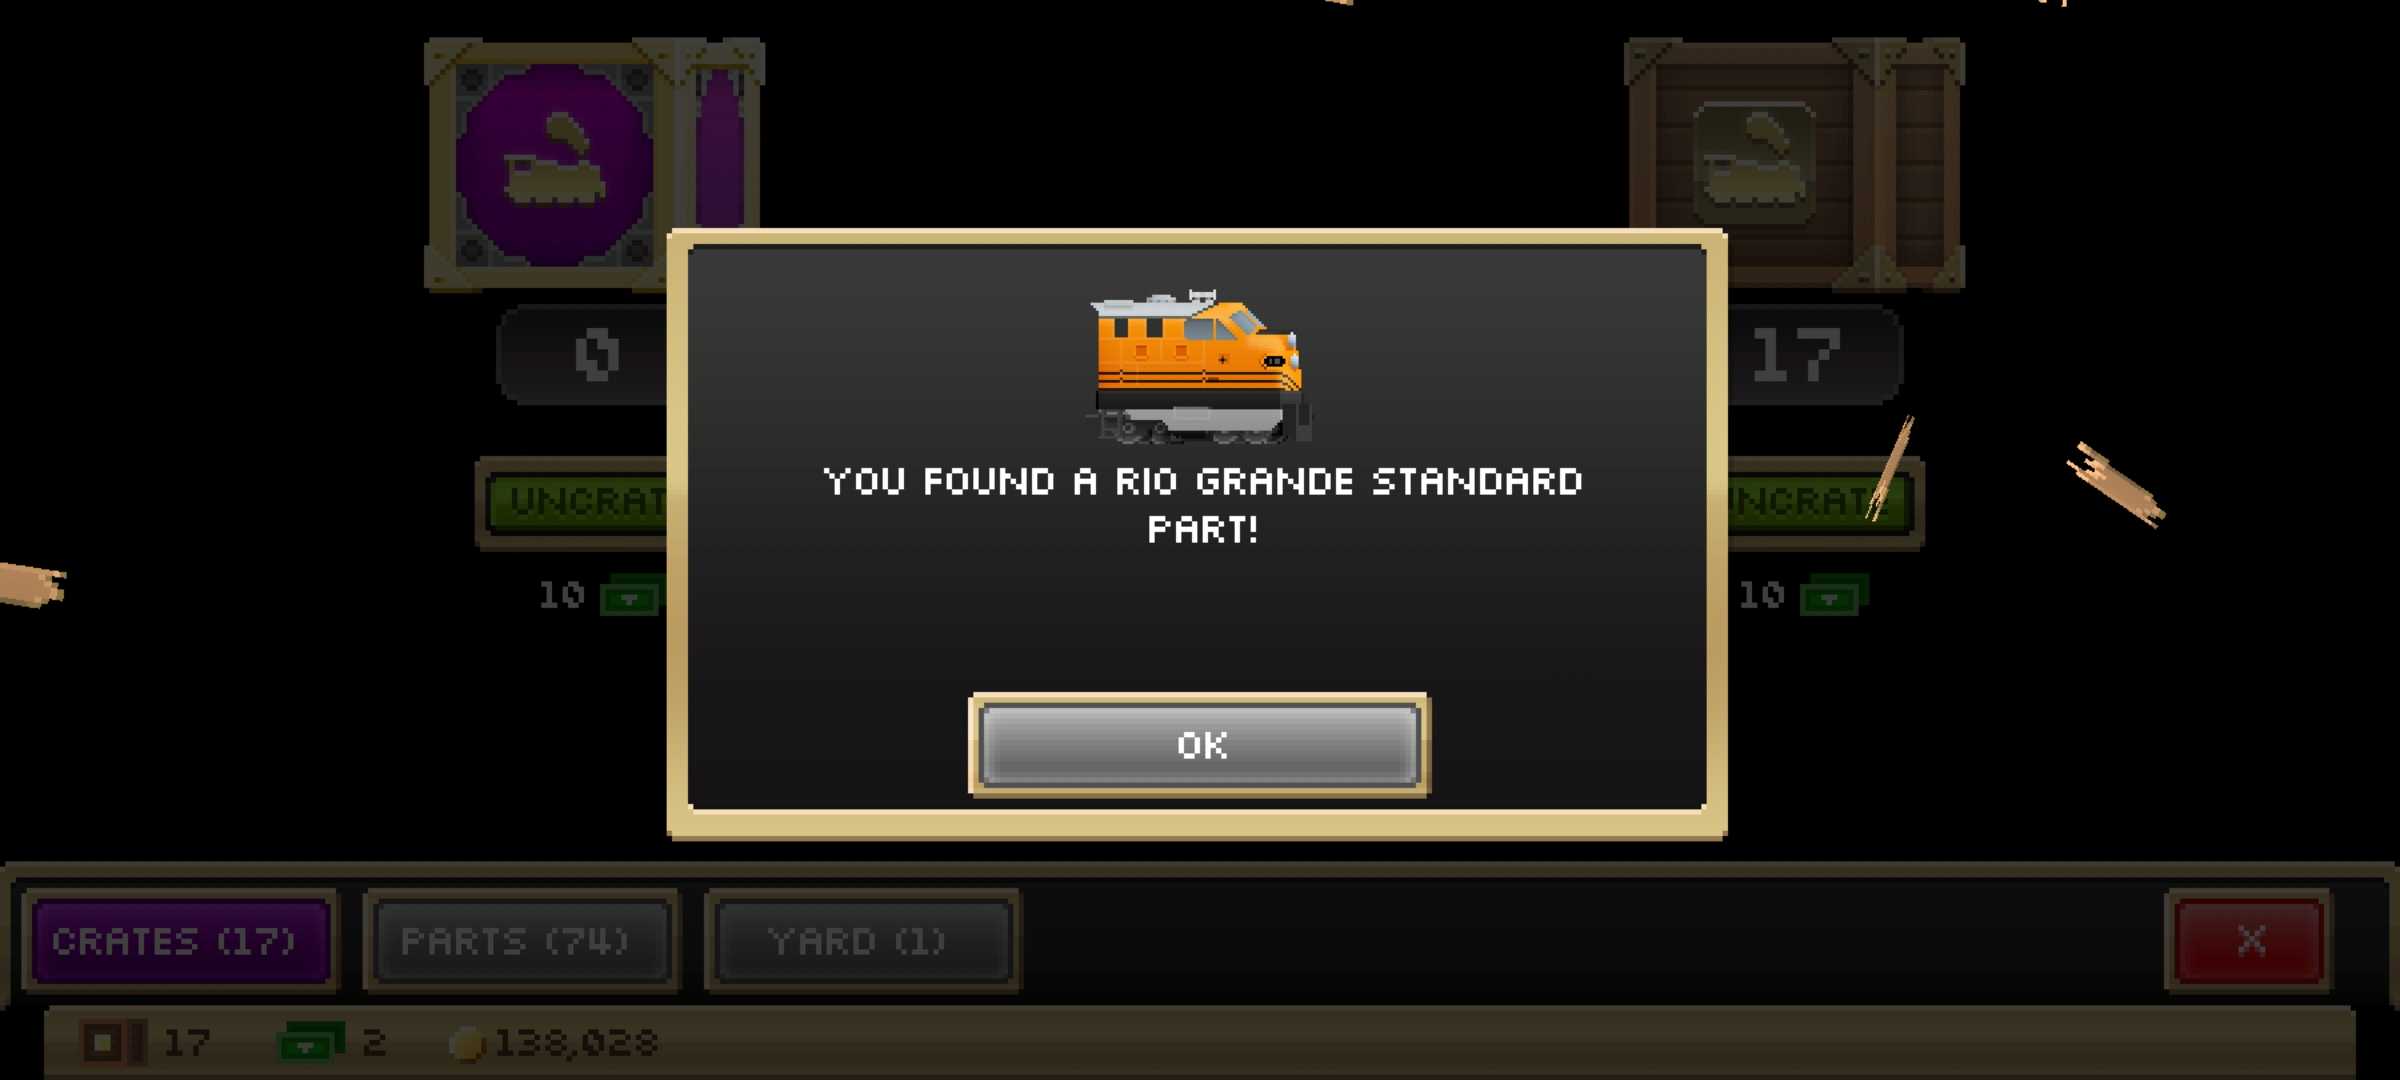 0
17
YOU FOUND A RIO GRANDE STANDARD
PART!
UNCRAT
NCRATE
10
10
OK
CRATES (17)
PARTS (74)
YARD (1)
X
17
2
138,028